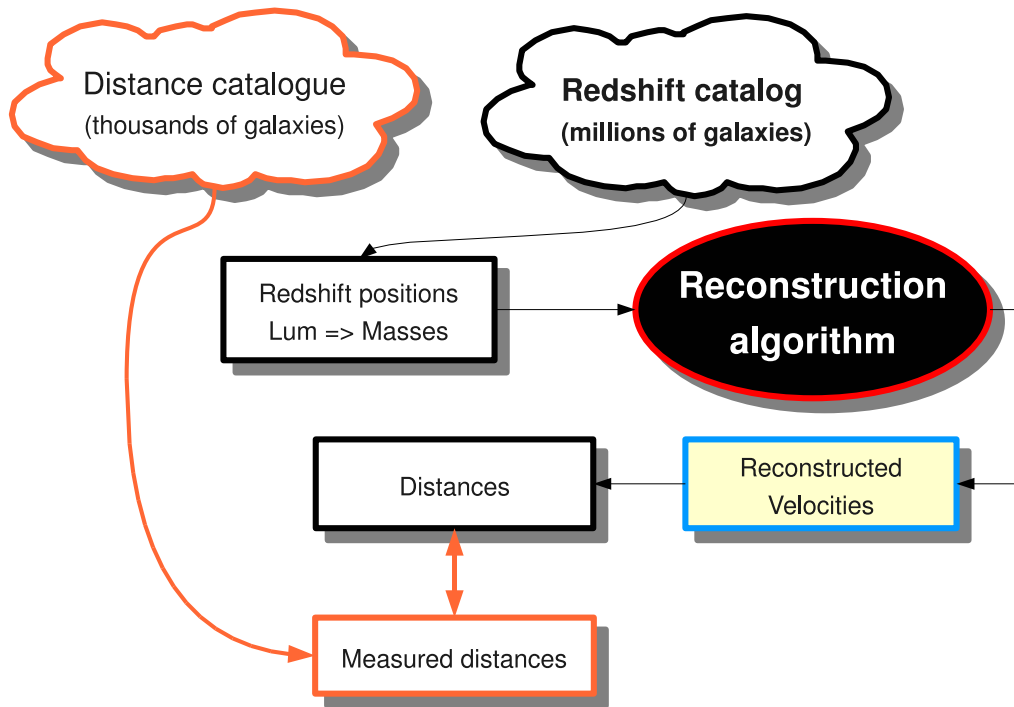 Distance catalogue
(thousands of galaxies)
Redshift catalog
(millions of galaxies)
Redshift positions
Lum => Masses
Reconstruction
algorithm
Reconstructed
Velocities
Distances
Measured distances